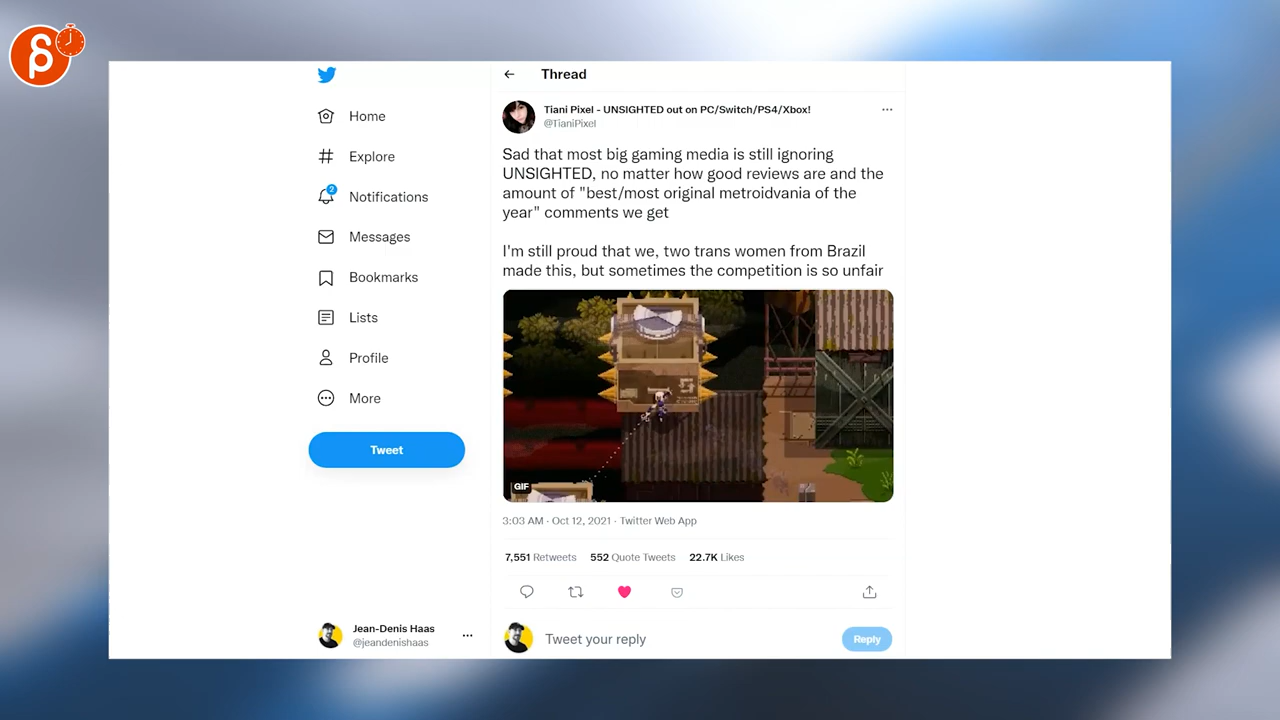 Thread
Tiani Pixel - UNSIGHTED out on PC/Switch/PS4/Xbox!
@TianiPixel
Home
Explore
2
Notifications
Messages
Bookmarks
Lists
Profile
More
Tweet
Sad that most big gaming media is still ignoring
UNSIGHTED, no matter how good reviews are and the
amount of "best/most original metroidvania of the
year" comments we get
I'm still proud that we, two trans women from Brazil
made this, but sometimes the competition is so unfair
GIF
3:03 AM · Oct 12, 2021 · Twitter Web App
7,551 Retweets 552 Quote Tweets 22.7K Likes
Jean-Denis Haas
@jeandenishaas
Tweet your reply
Reply